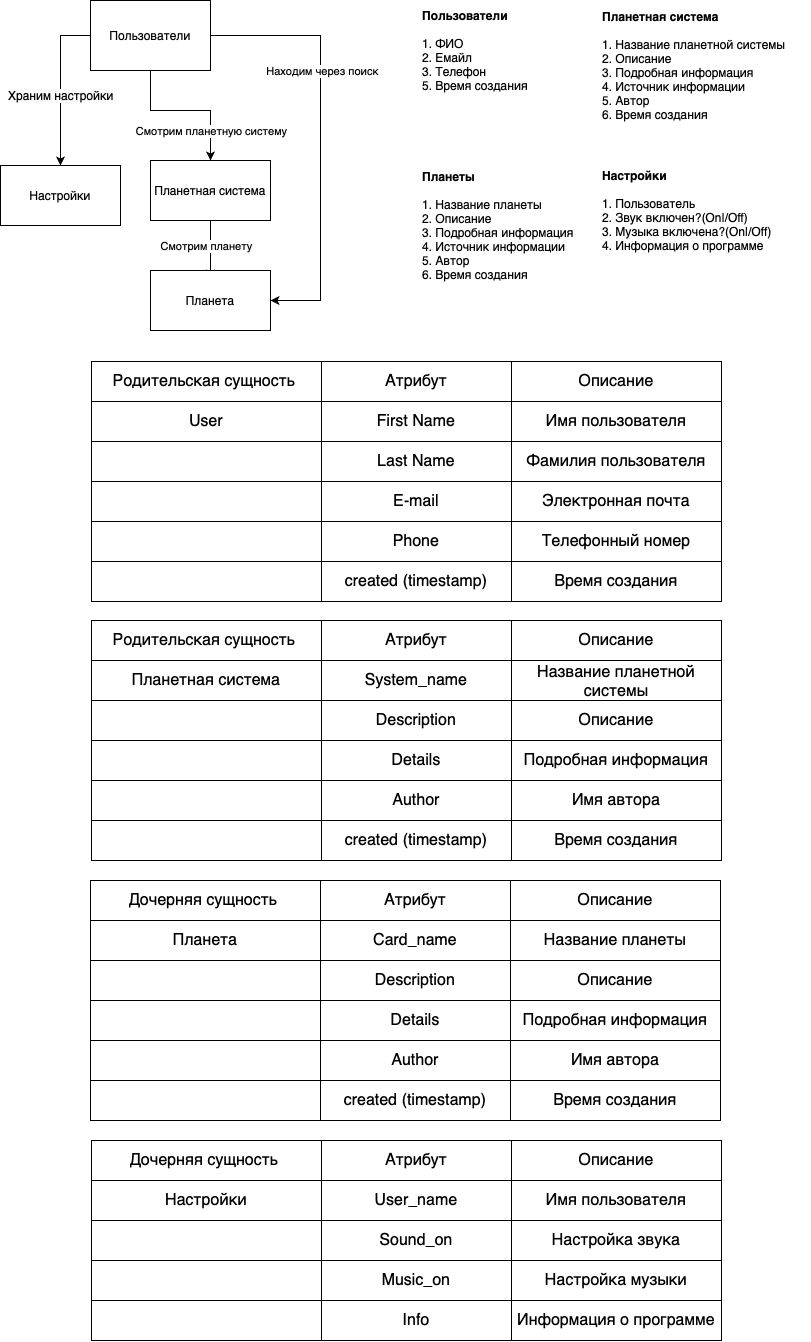 Пользователи
Находим через поиск
Храним настройки
Смотрим планетную систему
Настройки
Планетная система
Смотрим планету
Планета
Пользователи
1. ФИО
2. Емайл
3. Телефон
5. Время создания
Планетная система
1. Название планетной системы
2. Описание
3. Подробная информация
4. Источник информации
5. Автор
6. Время создания
Планеты
1. Название планеты
2. Описание
3. Подробная информация
4. Источник информации
5. Автор
6. Время создания
Настройки
1. Пользователь
2. Звук включен?(Onl/Off)
3. Музыка включена?(Onl/Off)
4. Информация о программе
Родительская сущность Атрибут Описание
User First Name Имя пользователя
Last Name Фамилия пользователя
E-mail Электронная почта
Phone Телефонный номер
created (timestamp) Время создания
Родительская сущность Атрибут Описание
Планетная система System_name Название планетной
системы
Description Описание
Details Подробная информация
Author Имя автора
created (timestamp) Время создания
Дочерняя сущность Атрибут Описание
Планета Card_name Название планеты
Description Описание
Details Подробная информация
Author Имя автора
created (timestamp) Время создания
Дочерняя сущность Атрибут Описание
Настройки User_name Имя пользователя
Sound_on Настройка звука
Music_on Настройка музыки
Info Информация о программе